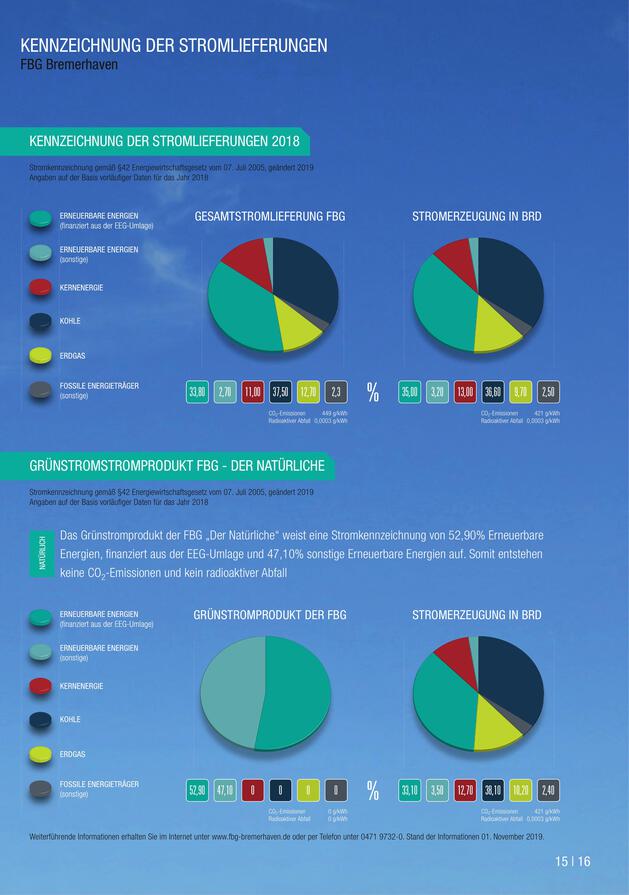 KENNZEICHNUNG DER STROMLIEFERUNGEN
FBG Bremerhaven
KENNZEICHNUNG DER STROMLIEFERUNGEN 2018
Stromkennzeichnung gemäß §42 Energiewirtschaftsgesetz vom 07. Juli 2005, geändert 2019
Angaben auf der Basis vorläufiger Daten für das Jahr 2018
ERNEUERBARE ENERGIEN
(finanziert aus der EEG-Umlage)
ERNEUERBARE ENERGIEN
(sonstige)
KERNENERGIE
KOHLE
ERDGAS
FOSSILE ENERGIETRÄGER
(sonstige)
GESAMTSTROMLIEFERUNG FBG
33,80 2,70 11,00 37,50 12,70 2,3
CO2-Emissionen 449 g/kWh
Radioaktiver Abfall 0,0003 g/kWh
%
STROMERZEUGUNG IN BRD
35,00 3,20 13,00 36,60 9,70 2,50
CO2-Emissionen 421 g/kWh
Radioaktiver Abfall 0,0003 g/kWh
GRÜNSTROMSTROMPRODUKT FBG - DER NATÜRLICHE
Stromkennzeichnung gemäß §42 Energiewirtschaftsgesetz vom 07. Juli 2005, geändert 2019
Angaben auf der Basis vorläufiger Daten für das Jahr 2018
NATÜRLICH
Das Grünstromprodukt der FBG „Der Natürliche“ weist eine Stromkennzeichnung von 52,90% Erneuerbare
Energien, finanziert aus der EEG-Umlage und 47,10% sonstige Erneuerbare Energien auf. Somit entstehen
keine CO2-Emissionen und kein radioaktiver Abfall
ERNEUERBARE ENERGIEN
(finanziert aus der EEG-Umlage)
ERNEUERBARE ENERGIEN
(sonstige)
KERNENERGIE
KOHLE
ERDGAS
FOSSILE ENERGIETRÄGER
(sonstige)
GRÜNSTROMPRODUKT DER FBG
52,90 47,10 0 0 0 0
CO2-Emissionen 0 g/kWh
Radioaktiver Abfall 0 g/kWh
%
STROMERZEUGUNG IN BRD
33,10 3,50 12,70 38,10 10,20 2,40
CO2-Emissionen 421 g/kWh
Radioaktiver Abfall 0,0003 g/kWh
Weiterführende Informationen erhalten Sie im Internet unter www.fbg-bremerhaven.de oder per Telefon unter 0471 9732-0. Stand der Informationen 01. November 2019.
15 | 16